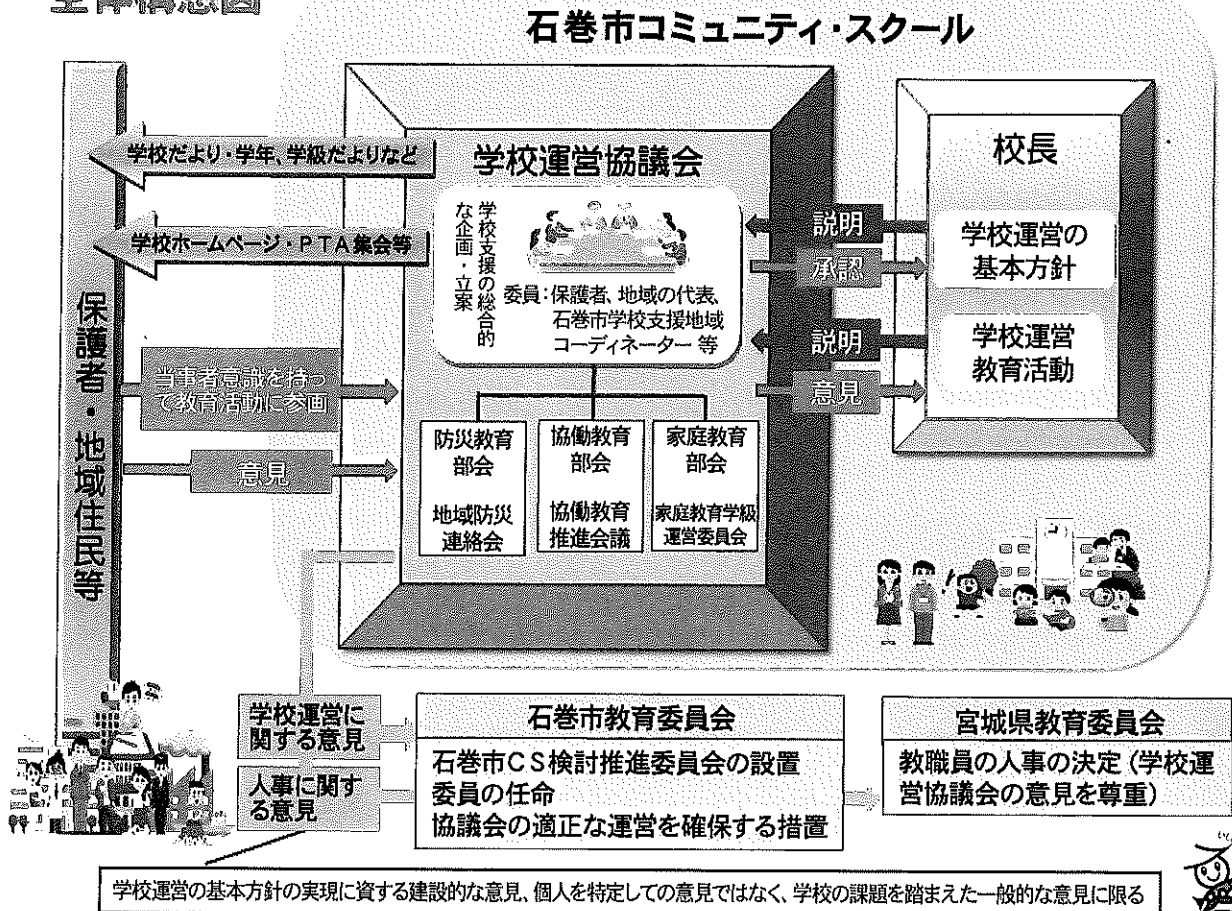 全体構想図
石巻市コミュニティ・スクール
保護者・地域住民等
学校だより・学年、学級だよりなど
学校ホームページ・PTA集会等
当事者意識を持っ
て教育活動に参画
意見
学校運営協議会
学校支援の総合的
な企画・立案
委員：保護者、地域の代表、
石巻市学校支援地域
コーディネーター 等
防災教育
部会
地域防災
連絡会
協働教育
部会
協働教育
推進会議
家庭教育
部会
家庭教育学級
運営委員会
説明
承認
説明
意見
校長
学校運営の
基本方針
学校運営
教育活動
学校運営に
関する意見
人事に関す
る意見
石巻市教育委員会
石巻市CS検討推進委員会の設置
委員の任命
協議会の適正な運営を確保する措置
宮城県教育委員会
教職員の人事の決定（学校運
営協議会の意見を尊重）
学校運営の基本方針の実現に資する建設的な意見、個人を特定しての意見ではなく、学校の課題を踏まえた一般的な意見に限る